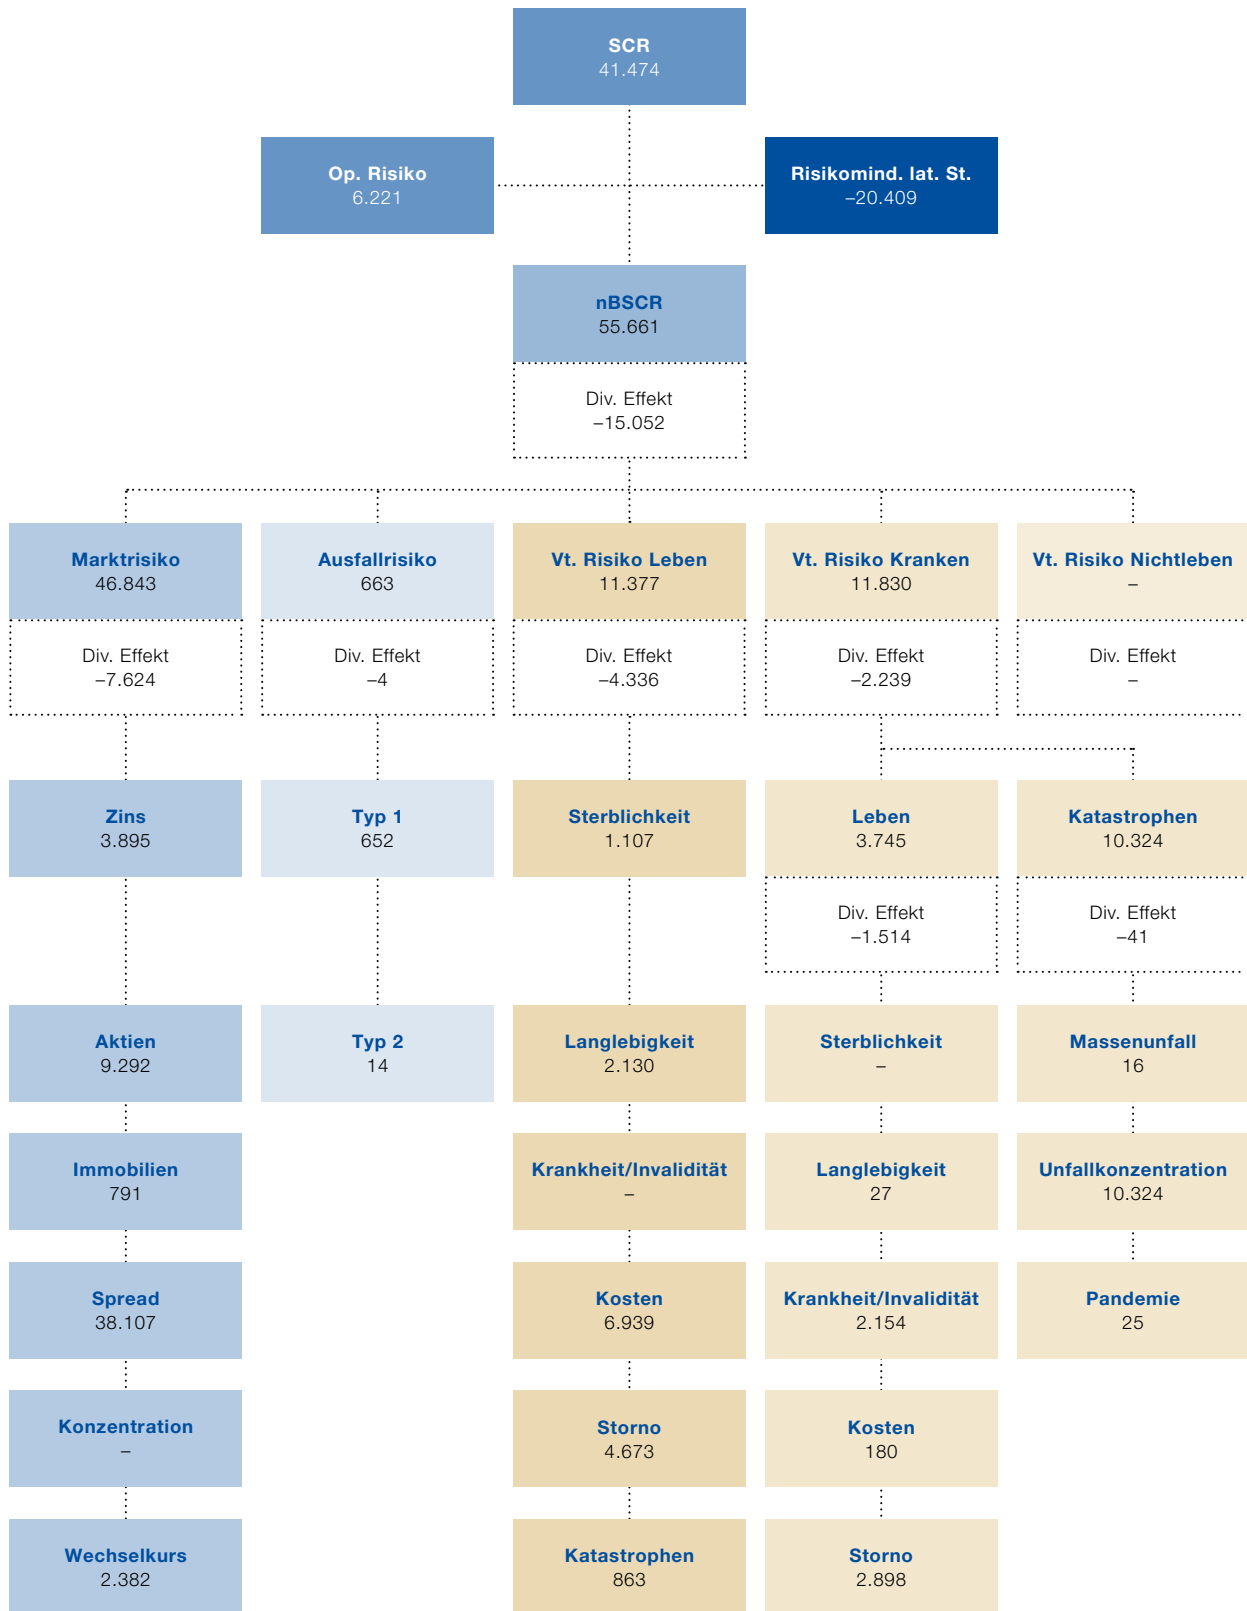 SCR
41.474
Op. Risiko
6.221
Risikomind. lat. St.
–20.409
nBSCR
55.661
Div. Effekt
–15.052
Marktrisiko
46.843
Ausfallrisiko
663
Vt. Risiko Leben
11.377
Vt. Risiko Kranken
11.830
Vt. Risiko Nichtleben
–
Div. Effekt
–7.624
Div. Effekt
–4
Div. Effekt
–4.336
Div. Effekt
–2.239
Div. Effekt
–
Zins
3.895
Typ 1
652
Sterblichkeit
1.107
Leben
3.745
Katastrophen
10.324
Div. Effekt
–1.514
Div. Effekt
–41
Aktien
9.292
Typ 2
14
Langlebigkeit
2.130
Sterblichkeit
–
Massenunfall
16
Immobilien
791
Krankheit/Invalidität
–
Langlebigkeit
27
Unfallkonzentration
10.324
Spread
38.107
Kosten
6.939
Krankheit/Invalidität
2.154
Pandemie
25
Konzentration
–
Storno
4.673
Kosten
180
Wechselkurs
2.382
Katastrophen
863
Storno
2.898